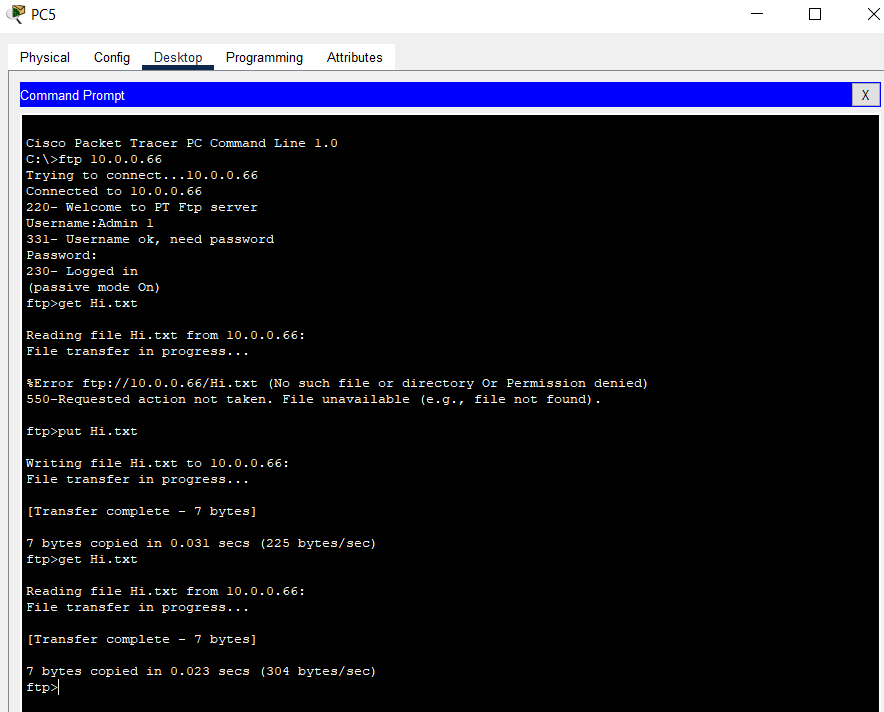 PC5
Physical Config Desktop Programming Attributes
Command Prompt
X
Cisco Packet Tracer PC Command Line 1.0
C:\>ftp 10.0.0.66
Trying to connect...10.0.0.66
Connected to 10.0.0.66
220- Welcome to PT Ftp server
Username:Admin 1
331- Username ok, need password
Password:
230- Logged in
(passive mode On)
ftp>get Hi.txt
Reading file Hi.txt from 10.0.0.66:
File transfer in progress...
%Error ftp://10.0.0.66/Hi.txt (No such file or directory Or Permission denied)
550-Requested action not taken. File unavailable (e.g., file not found).
ftp>put Hi.txt
Writing file Hi.txt to 10.0.0.66:
File transfer in progress...
[Transfer complete - 7 bytes]
7 bytes copied in 0.031 secs (225 bytes/sec)
ftp>get Hi.txt
Reading file Hi.txt from 10.0.0.66:
File transfer in progress...
[Transfer complete - 7 bytes]
7 bytes copied in 0.023 secs (304 bytes/sec)
ftp>